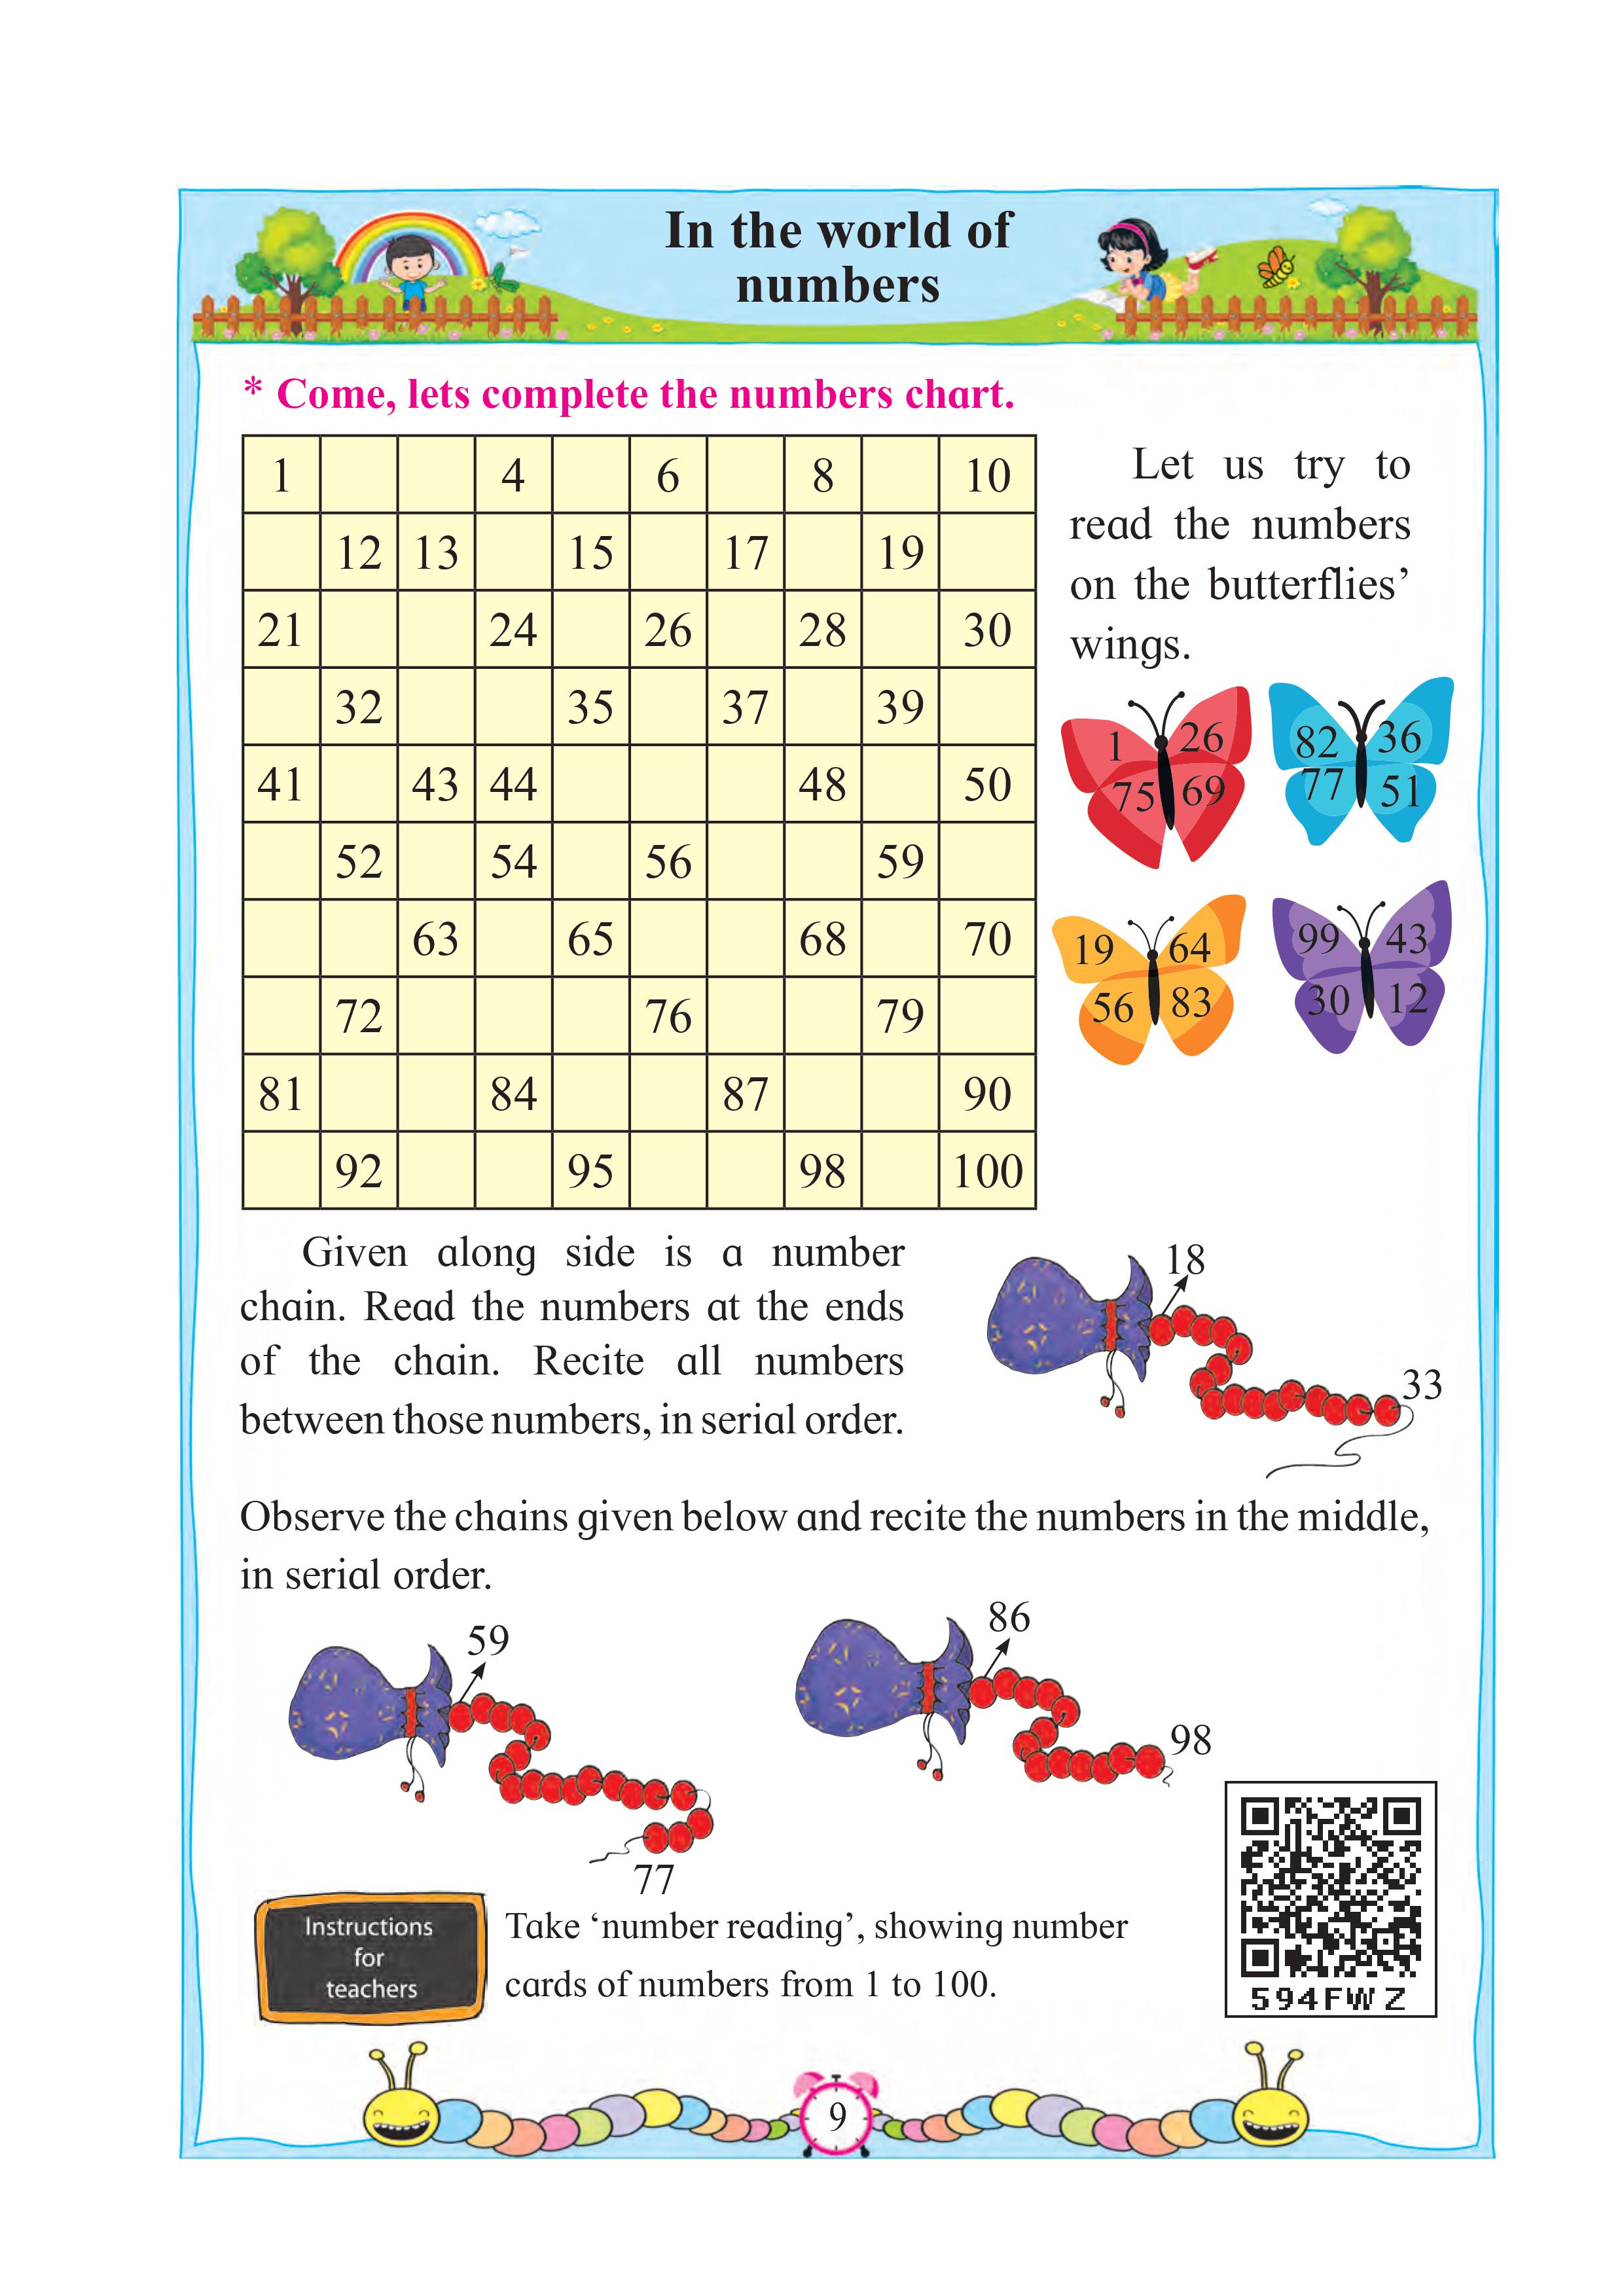 In the world of
numbers
* Come, lets complete the numbers chart.
1 4 6 8 10
12 13 15 17 19
21 24 26 28 30
32 35 37 39
41 43 44 48 50
52 54 56 59
63 65 68 70
72 76 79
81 84 87 90
92 95 98 100
Let us try to
read the numbers
on the butterflies’
wings.
1 26
75 69
82 36
77 51
19 64
56 83
99 43
30 12
Given along side is a number
chain. Read the numbers at the ends
of the chain. Recite all numbers
between those numbers, in serial order.
18
33
Observe the chains given below and recite the numbers in the middle,
in serial order.
59
77
86
98
Instructions
for
teachers
Take ‘number reading’, showing number
cards of numbers from 1 to 100.
594FWZ
9